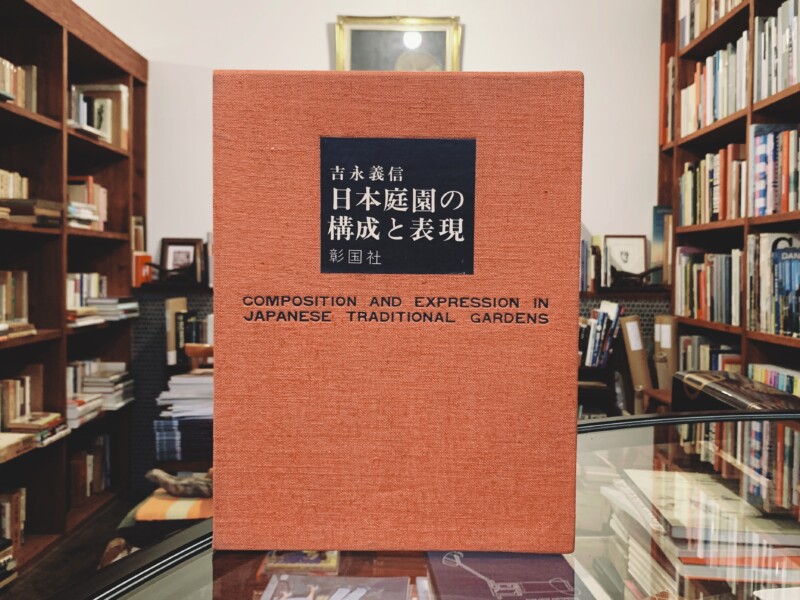 吉永義信
日本庭園の
構成と表現
彰国社
COMPOSITION AND EXPRESSION IN
JAPANESE TRADITIONAL GARDENS
DAN